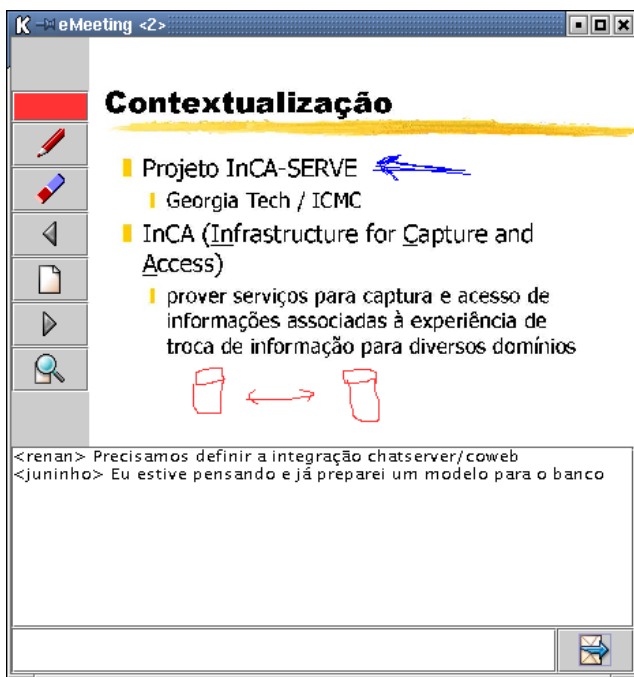 eMeeting <2>
Contextualização
Projeto InCA-SERVE
Georgia Tech / ICMC
InCA (Infrastructure for Capture and
Access)
prover serviços para captura e acesso de
informações associadas à experiência de
troca de informação para diversos domínios
<renan> Precisamos definir a integração chatserver/coweb
<juninho> Eu estive pensando e já preparei um modelo para o banco